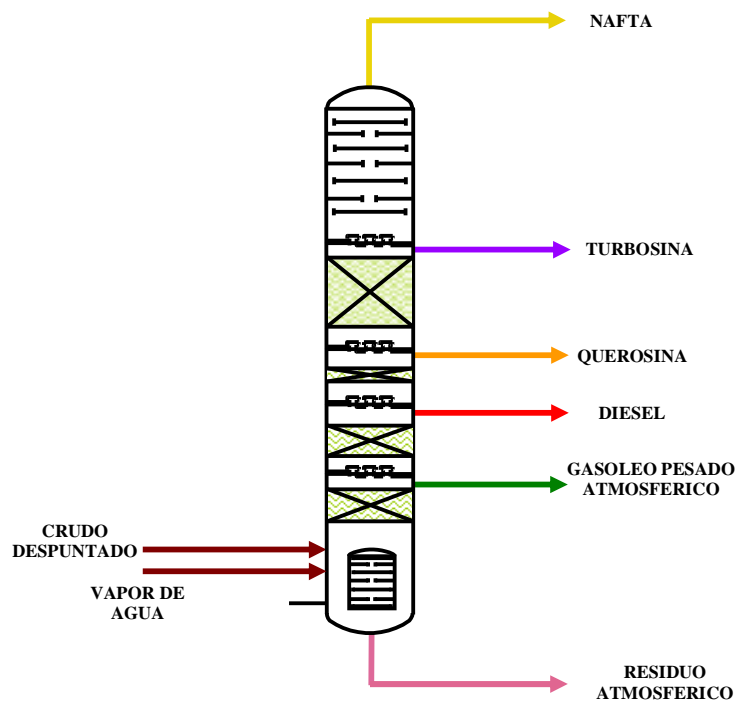 NAFTA
TURBOSINA
QUEROSINA
DIESEL
GASOLEO PESADO
ATMOSFERICO
CRUDO
DESPUNTADO
VAPOR DE
AGUA
RESIDUO
ATMOSFERICO